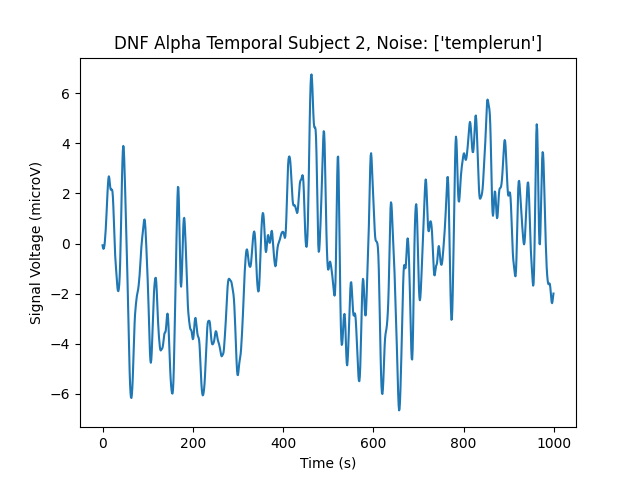 DNF Alpha Temporal Subject 2, Noise: ['templerun']
Signal Voltage (microV)
6
4
2
0
−2
−4
−6
0 200 400 600 800 1000
Time (s)